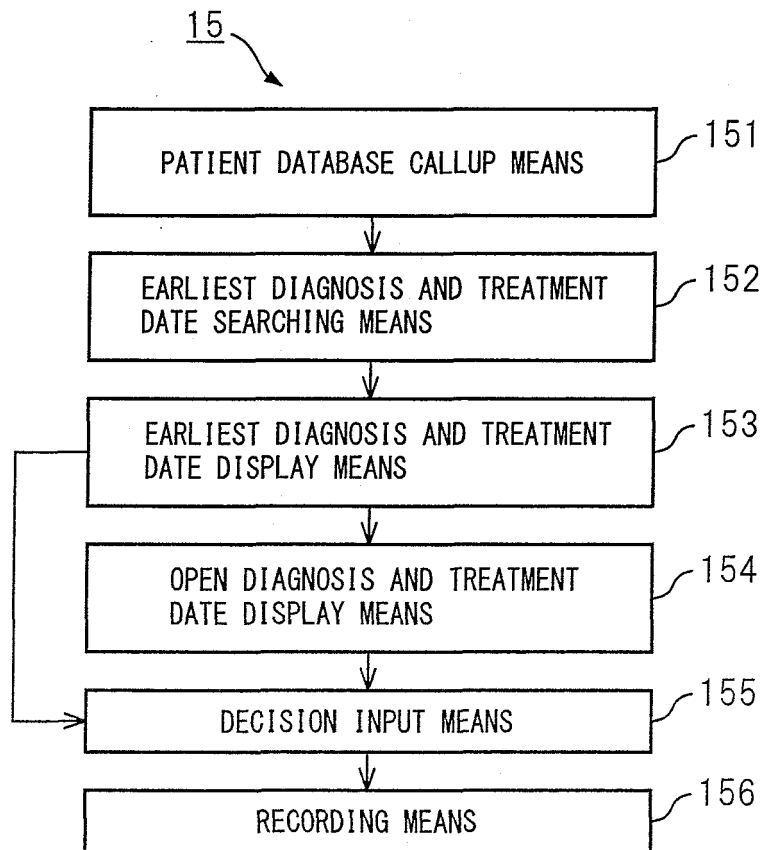 15
PATIENT DATABASE CALLUP MEANS
151
EARLIEST DIAGNOSIS AND TREATMENT
DATE SEARCHING MEANS
152
EARLIEST DIAGNOSIS AND TREATMENT
DATE DISPLAY MEANS
153
OPEN DIAGNOSIS AND TREATMENT
DATE DISPLAY MEANS
154
DECISION INPUT MEANS
155
RECORDING MEANS
156